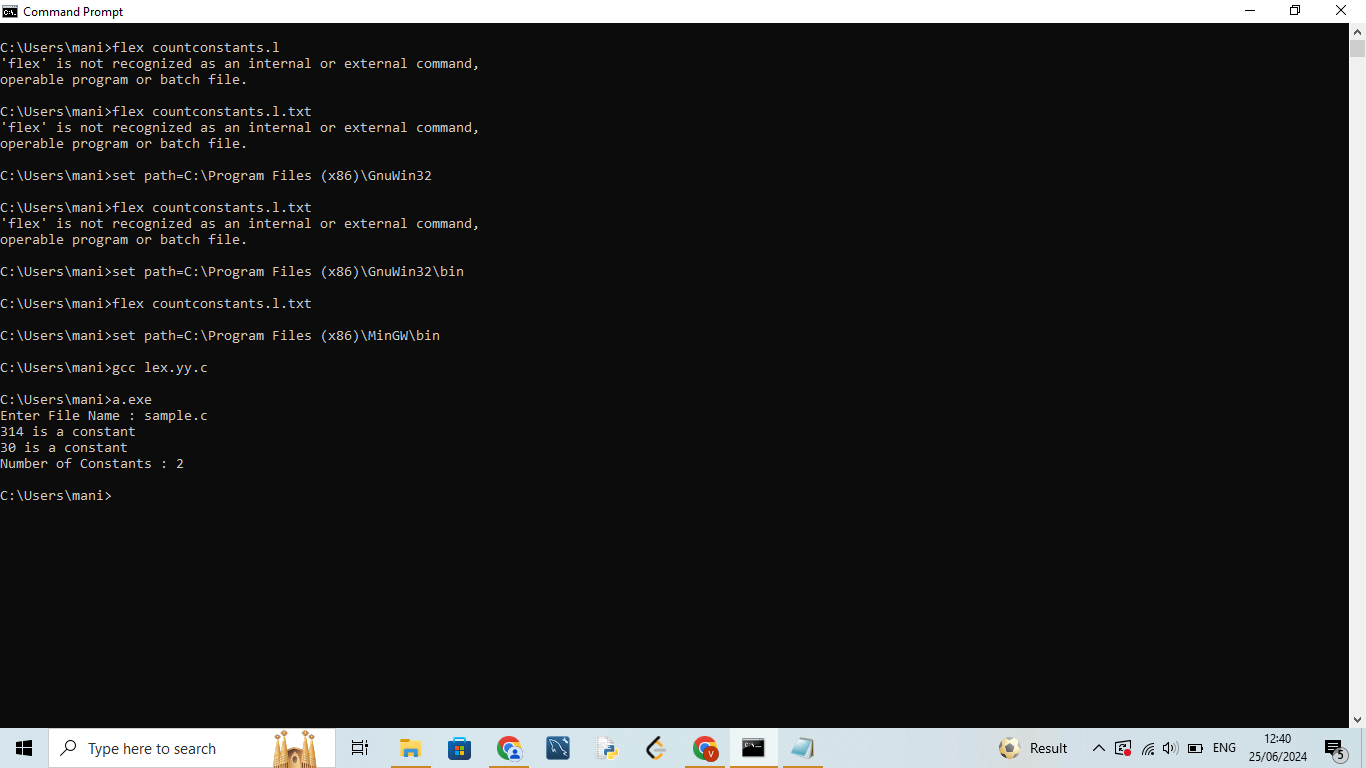 Command Prompt
C:\Users\mani>flex countconstants.l
'flex' is not recognized as an internal or external command,
operable program or batch file.
C:\Users\mani>flex countconstants.l.txt
'flex' is not recognized as an internal or external command,
operable program or batch file.
C:\Users\mani>set path=C:\Program Files (x86)\GnuWin32
C:\Users\mani>flex countconstants.l.txt
'flex' is not recognized as an internal or external command,
operable program or batch file.
C:\Users\mani>set path=C:\Program Files (x86)\GnuWin32\bin
C:\Users\mani>flex countconstants.l.txt
C:\Users\mani>set path=C:\Program Files (x86)\MinGW\bin
C:\Users\mani>gcc lex.yy.c
C:\Users\mani>a.exe
Enter File Name : sample.c
314 is a constant
30 is a constant
Number of Constants : 2
C:\Users\mani>
Type here to search
V
Result
ENG
12:40
25/06/2024
5